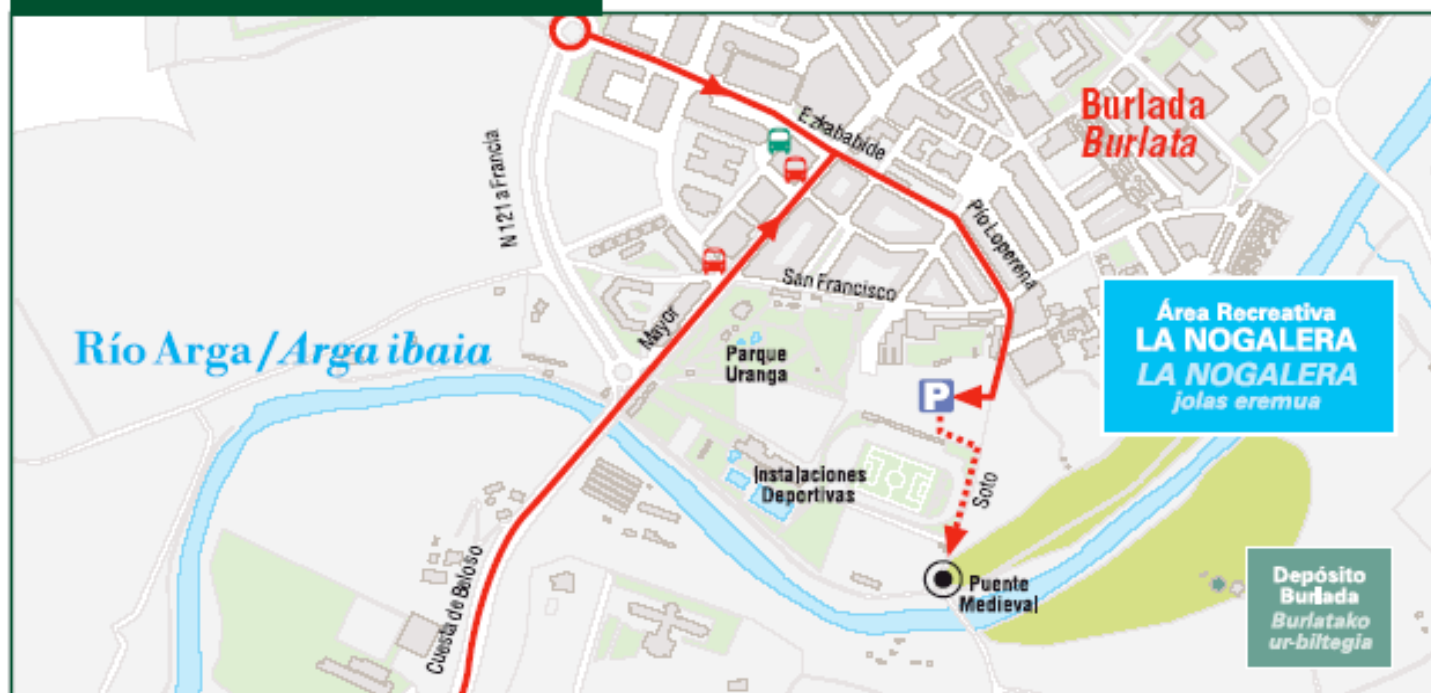 Ezkababide
Burlada
Burlata
N 121 a Francia
Pío Loperena
San Francisco
Área Recreativa
LA NOGALERA
LA NOGALERA
jolas eremua
Mayor
Río Arga / Arga ibaia
Parque
Uranga
P
Instalaciones
Deportivas
Soto
Cuesta de Beloso
Puente
Medieval
Depósito
Burlada
Burlatako
ur-biltegia